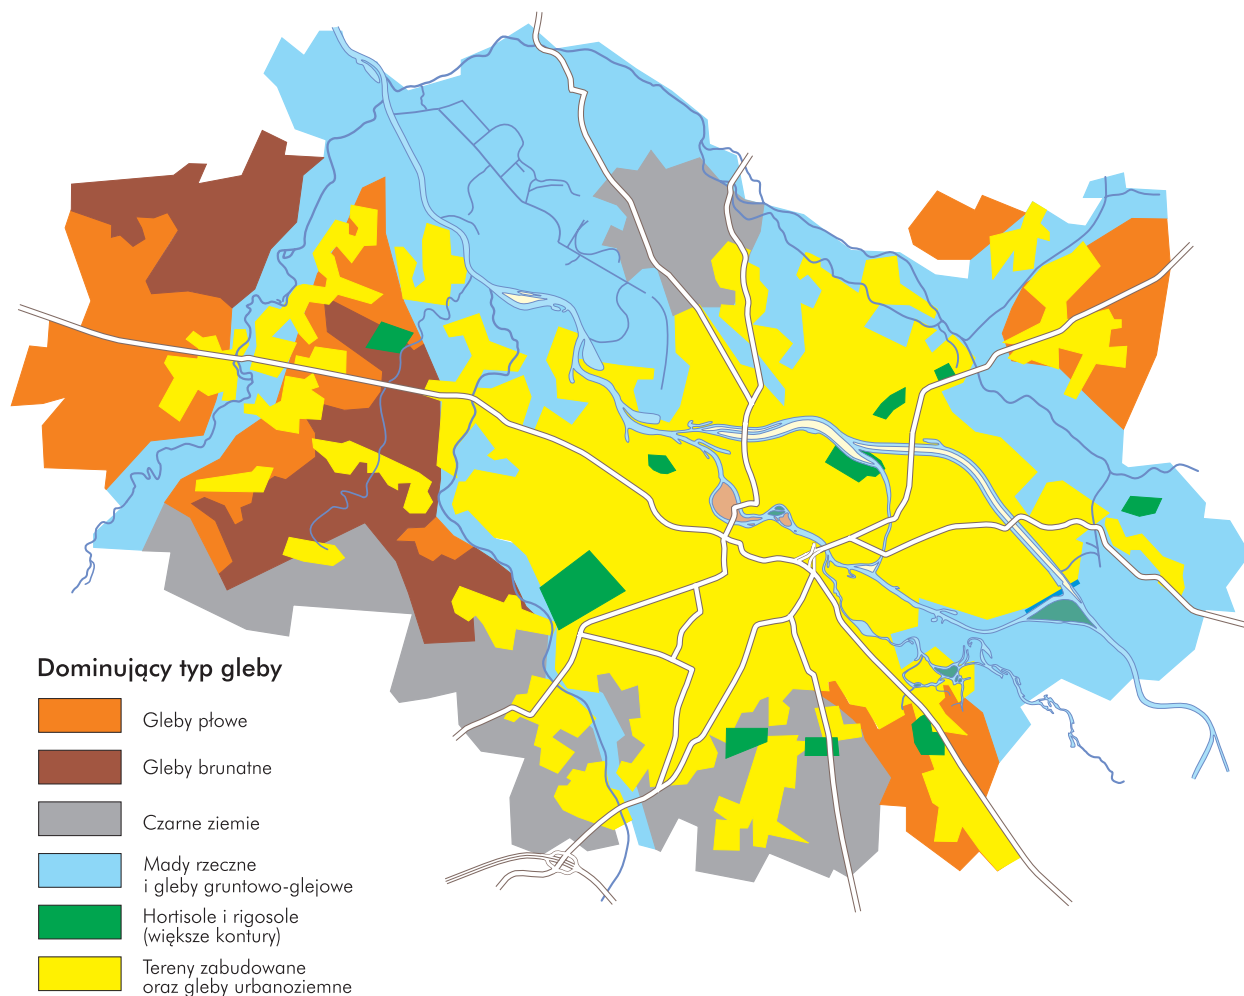 Dominujący typ gleby
Gleby płowe
Gleby brunatne
Czarne ziemie
Mady rzeczne
i gleby gruntowo-glejowe
Hortisole i rigosole
(większe kontury)
Tereny zabudowane
oraz gleby urbanoziemne